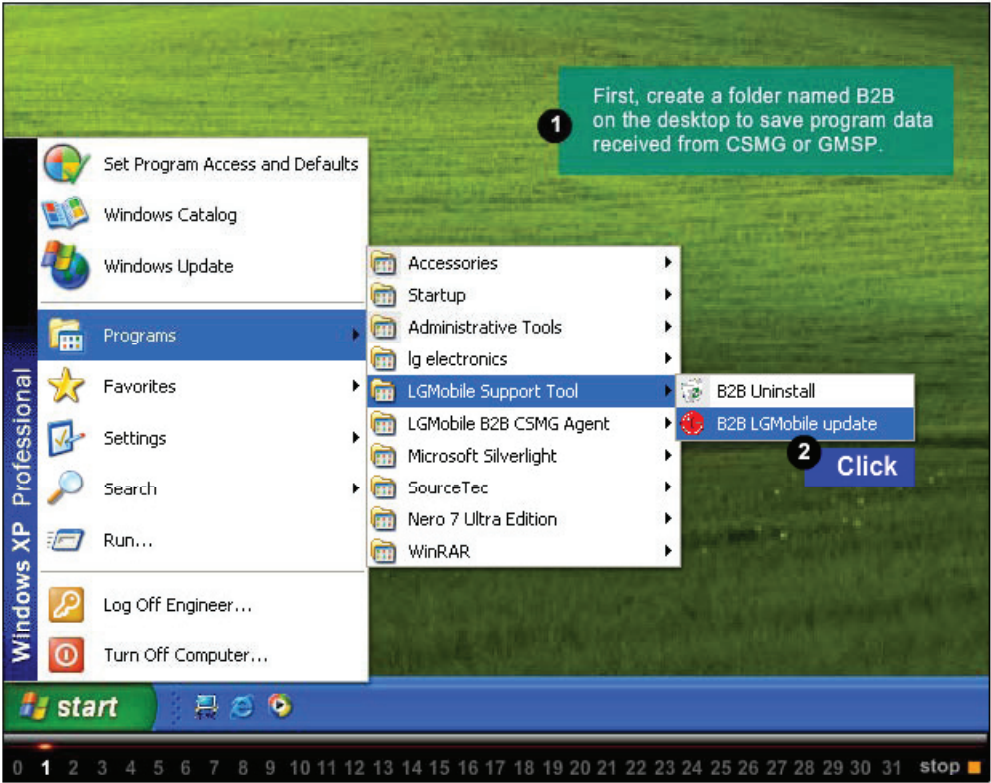 1
First, create a folder named B2B
on the desktop to save program data
received from CSMG or GMSP.
Windows XP Professional
Set Program Access and Defaults
Windows Catalog
Windows Update
Programs
Favorites
Settings
Search
Run...
Log Off Engineer...
Turn Off Computer...
Accessories
Startup
Administrative Tools
lg electronics
LGMobile Support Tool
LGMobile B2B CSMG Agent
Microsoft Silverlight
SourceTec
Nero 7 Ultra Edition
WinRAR
B2B Uninstall
B2B LGMobile update
2
Click
start
0 1 2 3 4 5 6 7 8 9 10 11 12 13 14 15 16 17 18 19 20 21 22 23 24 25 26 27 28 29 30 31 stop